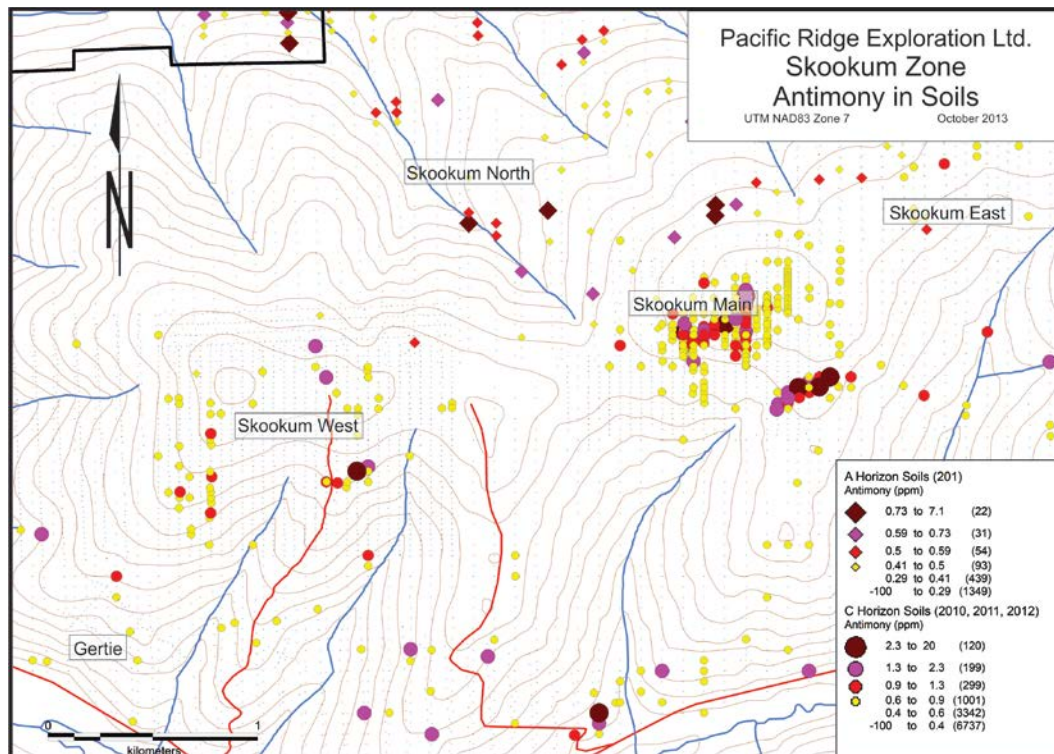 Pacific Ridge Exploration Ltd.
Skookum Zone
Antimony in Soils
UTM NAD83 Zone 7 October 2013
N
Skookum North
Skookum East
Skookum Main
Skookum West
Gertie
0 1
kilometers
A Horizon Soils (201)
Antimony (ppm)
0.73 to 7.1 (22)
0.59 to 0.73 (31)
0.5 to 0.59 (54)
0.41 to 0.5 (93)
0.29 to 0.41 (439)
-100 to 0.29 (1349)
C Horizon Soils (2010, 2011, 2012)
Antimony (ppm)
2.3 to 20 (120)
1.3 to 2.3 (199)
0.9 to 1.3 (299)
0.6 to 0.9 (1001)
0.4 to 0.6 (3342)
-100 to 0.4 (6737)